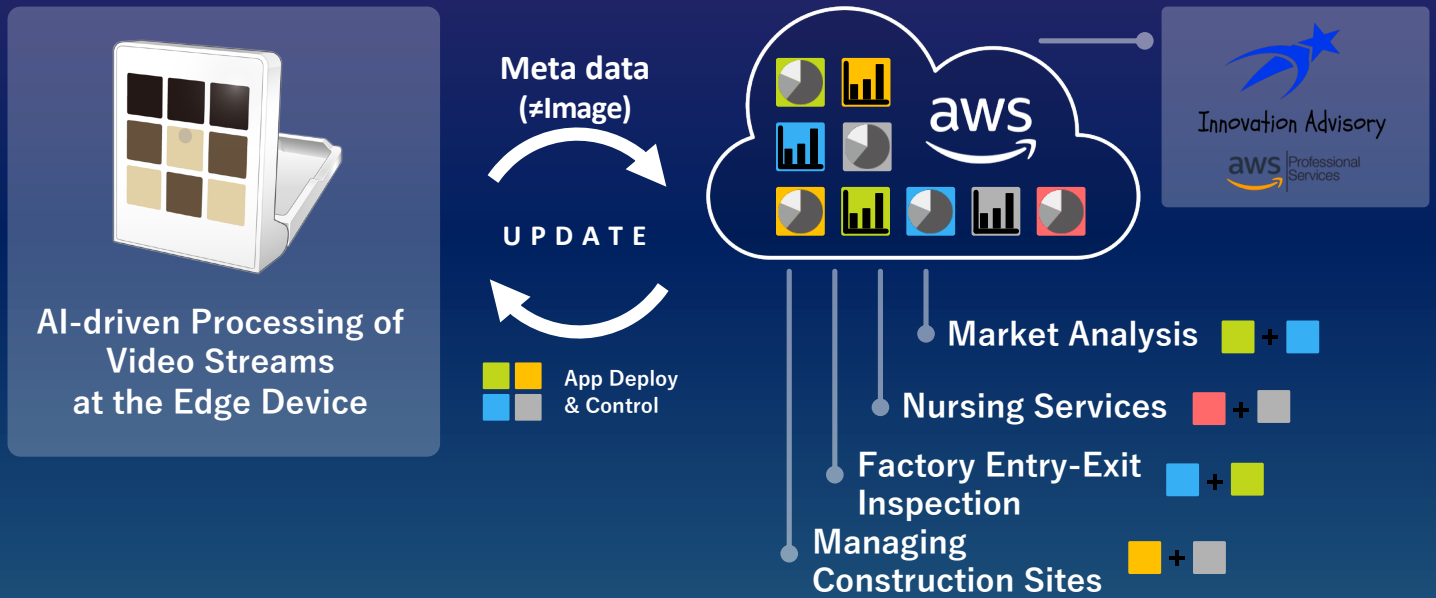 AI-driven Processing of
Video Streams
at the Edge Device
Meta data
(≠Image)
UPDATE
App Deploy
& Control
aws
Innovation Advisory
aws Professional
Services
Market Analysis +
Nursing Services +
Factory Entry-Exit +
Inspection
Managing +
Construction Sites